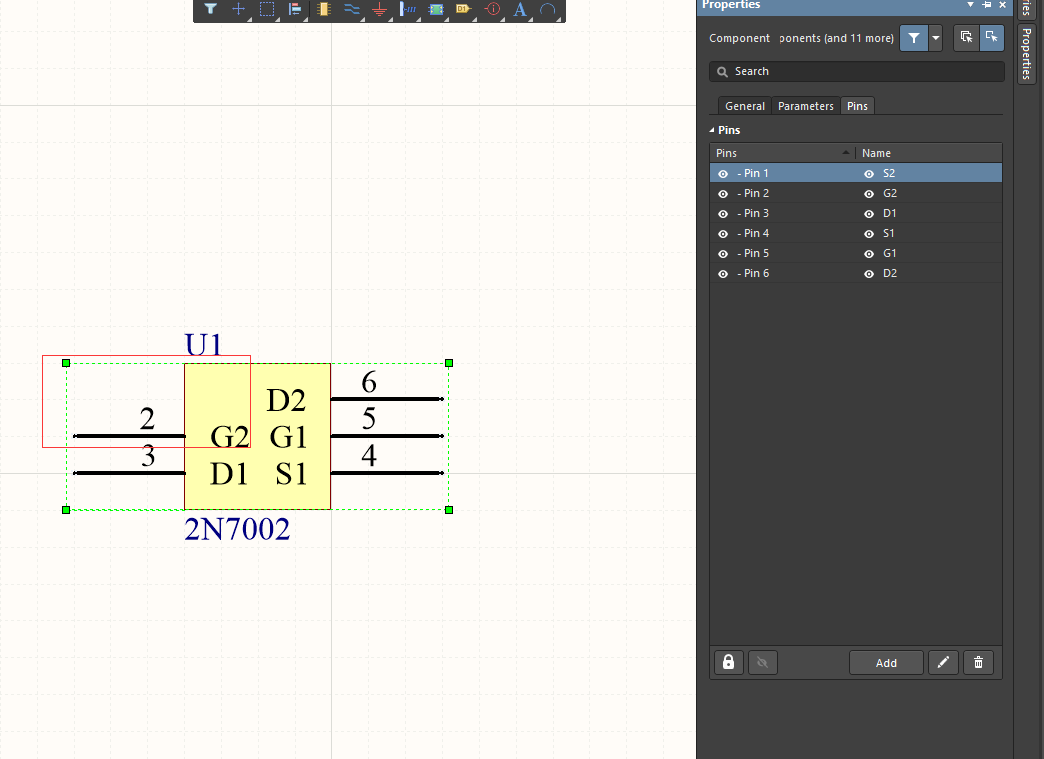 D1
A
U1
6
D2
2
5
G2 G1
3
4
D1 S1
2N7002
Properties
Component ponents (and 11 more)
Search
General Parameters Pins
Pins
Pins Name
- Pin 1 S2
- Pin 2 G2
- Pin 3 D1
- Pin 4 S1
- Pin 5 G1
- Pin 6 D2
Add
ries
Properties